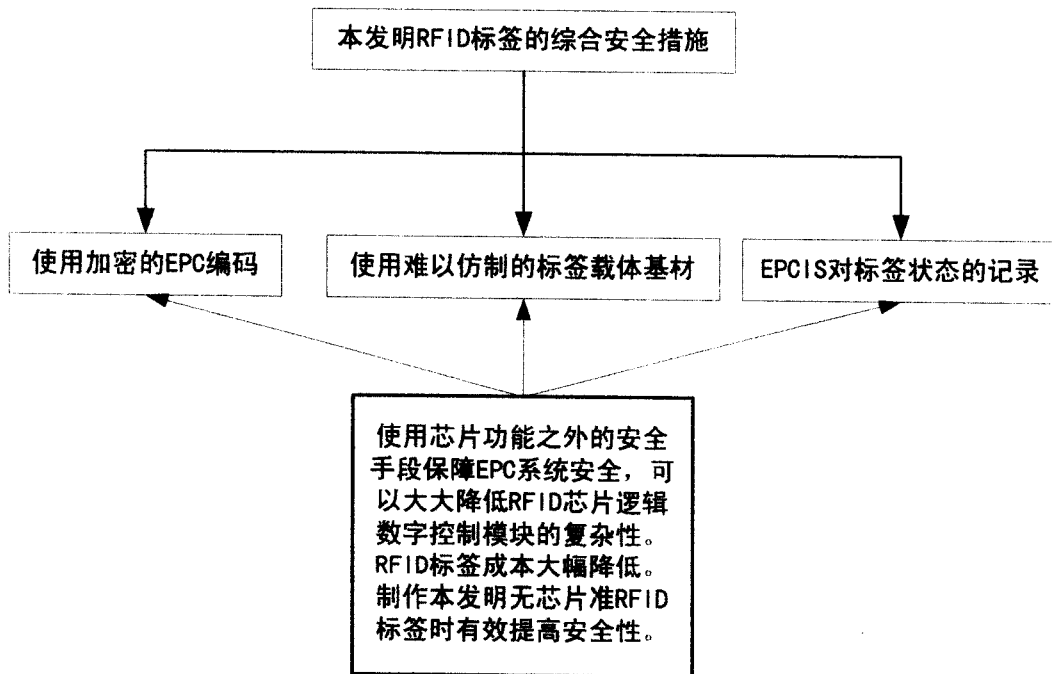 本发明RFID标签的综合安全措施
使用加密的EPC编码
使用难以仿制的标签载体基材
EPCIS对标签状态的记录
使用芯片功能之外的安全
手段保障EPC系统安全，可
以大大降低RFID芯片逻辑
数字控制模块的复杂性。
RFID标签成本大幅降低。
制作本发明无芯片准RFID
标签时有效提高安全性。